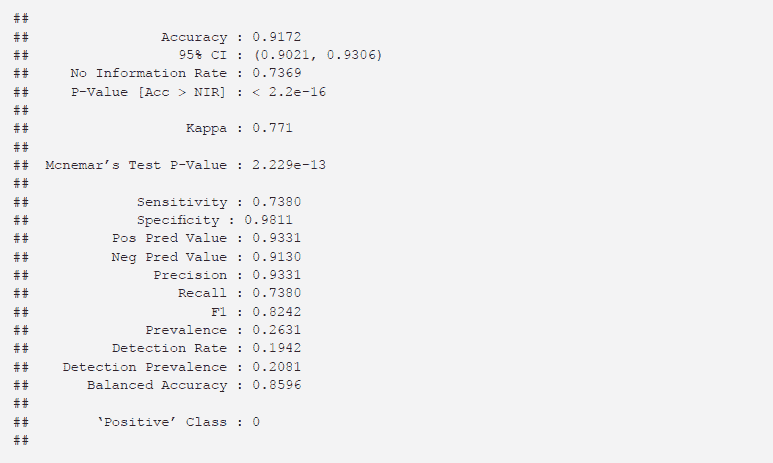 ##
##                Accuracy : 0.9172
##                  95% CI : (0.9021, 0.9306)
##     No Information Rate : 0.7369
##     P-Value [Acc > NIR] : < 2.2e-16
##
##                   Kappa : 0.771
##
##  Mcnemar’s Test P-Value : 2.229e-13
##
##             Sensitivity : 0.7380
##             Specificity : 0.9811
##          Pos Pred Value : 0.9331
##          Neg Pred Value : 0.9130
##               Precision : 0.9331
##                  Recall : 0.7380
##                      F1 : 0.8242
##              Prevalence : 0.2631
##          Detection Rate : 0.1942
##    Detection Prevalence : 0.2081
##       Balanced Accuracy : 0.8596
##
##        ‘Positive’ Class : 0
##